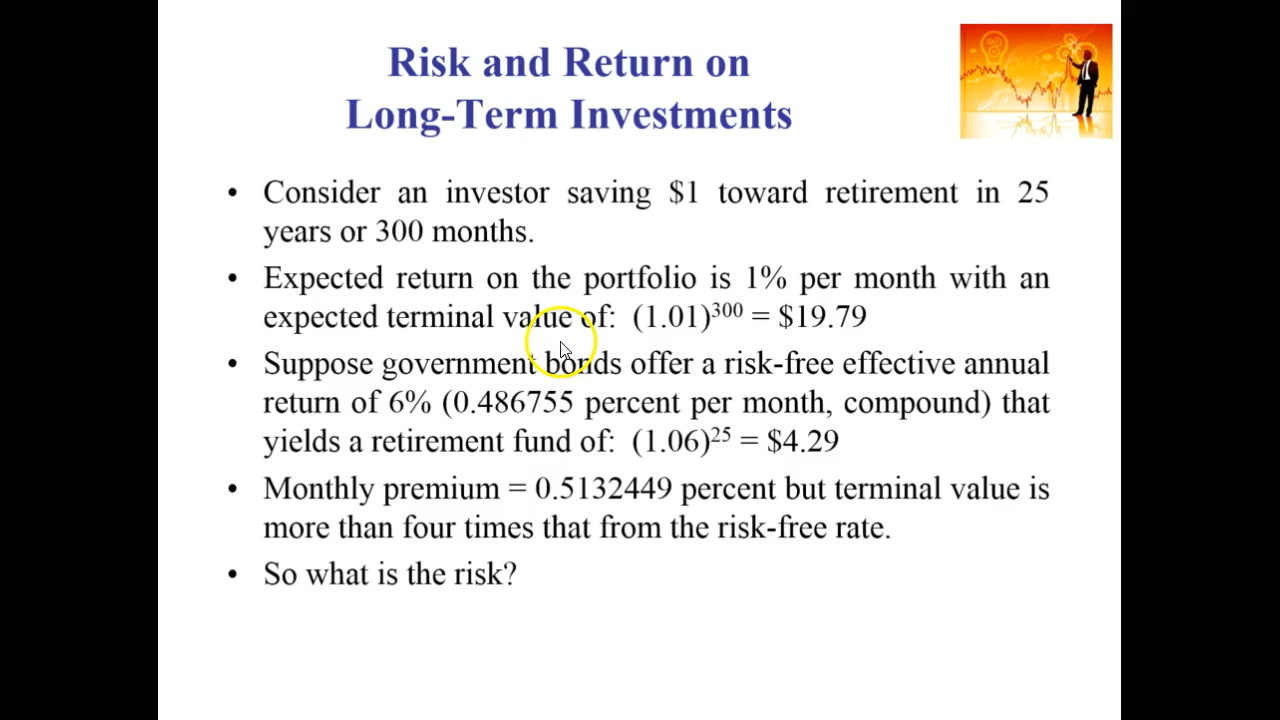 Risk and Return on
Long-Term Investments
• Consider an investor saving $1 toward retirement in 25
years or 300 months.
• Expected return on the portfolio is 1% per month with an
expected terminal value of: (1.01)³⁰⁰ = $19.79
• Suppose government bonds offer a risk-free effective annual
return of 6% (0.486755 percent per month, compound) that
yields a retirement fund of: (1.06)²⁵ = $4.29
• Monthly premium = 0.5132449 percent but terminal value is
more than four times that from the risk-free rate.
• So what is the risk?